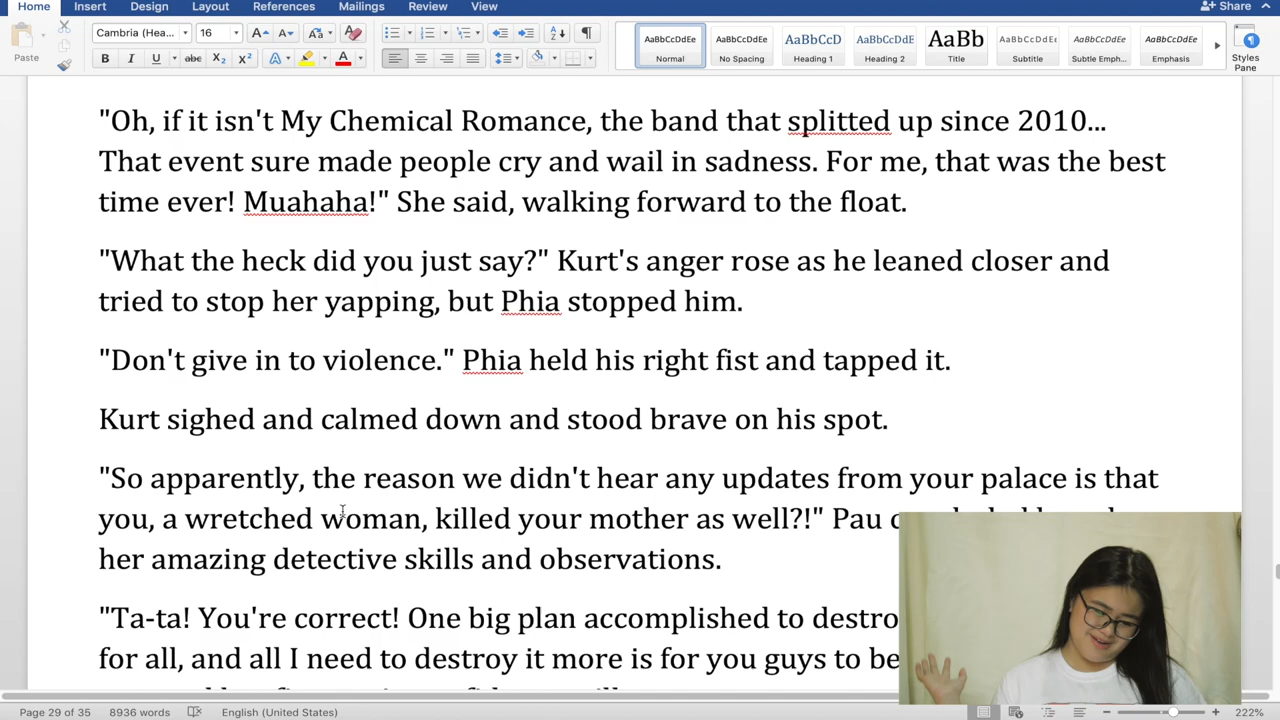 Home Insert Design Layout References Mailings Review View Share
Paste
Cambria (Hea... 16
B I U abc X₂ X² A A
AaBbCcDdEe AaBbCcDdEe AaBbCcD AaBbCcDdE AaBb AaBbCcDdEe AaBbCcDdEe AaBbCcDdEe
Normal No Spacing Heading 1 Heading 2 Title Subtitle Subtle Emph... Emphasis
Styles
Pane
"Oh, if it isn't My Chemical Romance, the band that splitted up since 2010...
That event sure made people cry and wail in sadness. For me, that was the best
time ever! Muahaha!" She said, walking forward to the float.
"What the heck did you just say?" Kurt's anger rose as he leaned closer and
tried to stop her yapping, but Phia stopped him.
"Don't give in to violence." Phia held his right fist and tapped it.
Kurt sighed and calmed down and stood brave on his spot.
"So apparently, the reason we didn't hear any updates from your palace is that
you, a wretched woman, killed your mother as well?!" Pau
her amazing detective skills and observations.
"Ta-ta! You're correct! One big plan accomplished to destro
for all, and all I need to destroy it more is for you guys to be
Page 29 of 35 8936 words English (United States) 222%